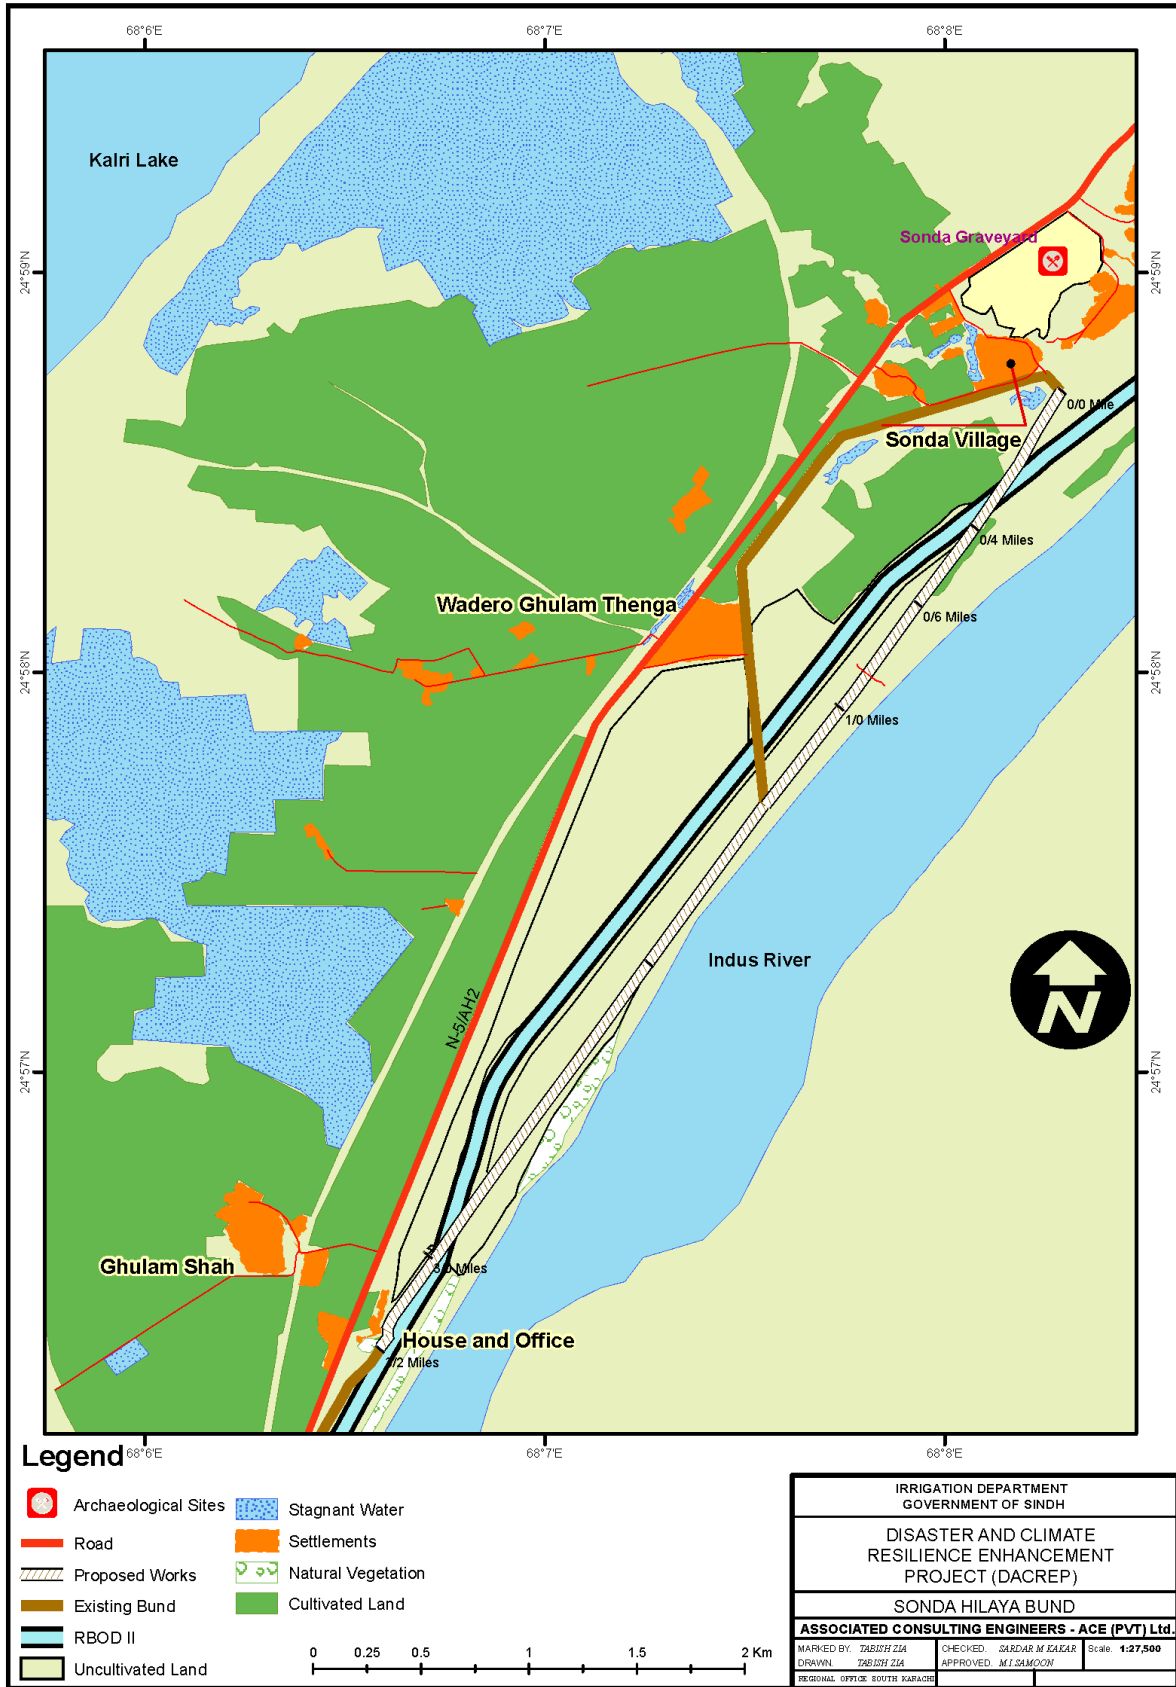 68°6'E
68°7'E
68°8'E
Kalri Lake
Sonda Graveyard
24°59'N
24°59'N
0/0 Mile
Sonda Village
0/4 Miles
Wadero Ghulam Thenga
0/6 Miles
24°58'N
24°58'N
1/0 Miles
Indus River
N-5/AH2
24°57'N
24°57'N
N
Ghulam Shah
3/0 Miles
House and Office
3/2 Miles
68°6'E
68°7'E
68°8'E
Legend
Archaeological Sites
Road
Proposed Works
Existing Bund
RBOD II
Uncultivated Land
Stagnant Water
Settlements
Natural Vegetation
Cultivated Land
0 0.25 0.5 1 1.5 2 Km
IRRIGATION DEPARTMENT
GOVERNMENT OF SINDH
DISASTER AND CLIMATE
RESILIENCE ENHANCEMENT
PROJECT (DACREP)
SONDA HILAYA BUND
ASSOCIATED CONSULTING ENGINEERS - ACE (PVT) Ltd.
MARKED BY. TABISH ZIA CHECKED. SARDAR M KAKAR Scale. 1:27,500
DRAWN. TABISH ZIA APPROVED. M.I.SAMOON
REGIONAL OFFICE SOUTH KARACHI